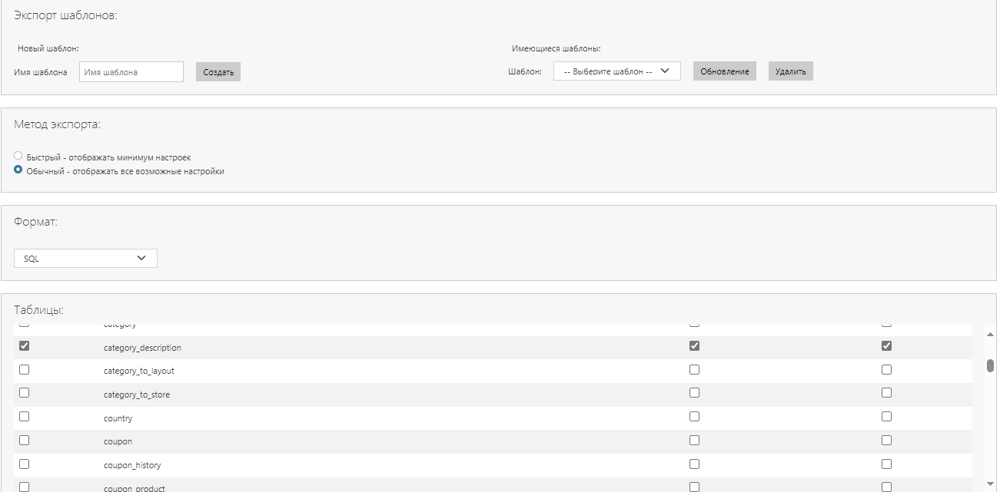 Экспорт шаблонов:
Новый шаблон:
Имеющиеся шаблоны:
Имя шаблона Имя шаблона Создать
Шаблон: -- Выберите шаблон -- Обновление Удалить
Метод экспорта:
Быстрый - отображать минимум настроек
Обычный - отображать все возможные настройки
Формат:
SQL
Таблицы:
category
category_description
category_to_layout
category_to_store
country
coupon
coupon_history
coupon_product